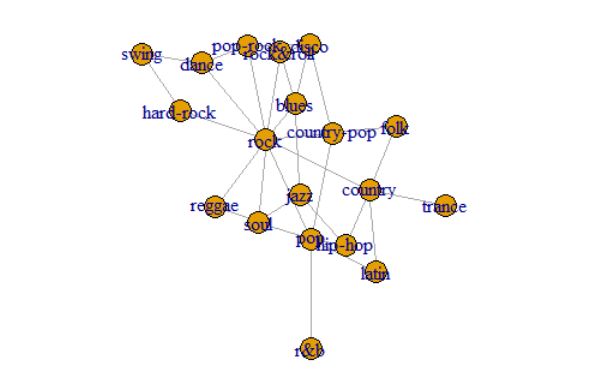 swing
dance
pop-rock
rock&roll
disco
hard-rock
blues
rock
country-pop
folk
reggae
soul
jazz
country
trance
pop
hip-hop
latin
r&b